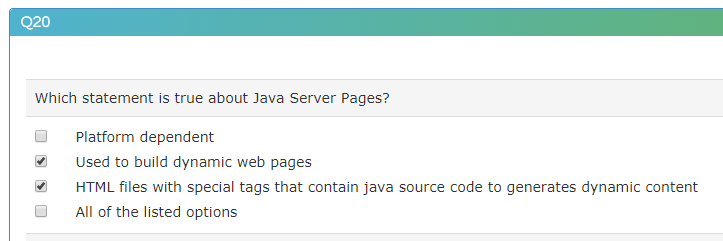 Q20
Which statement is true about Java Server Pages?
Platform dependent
Used to build dynamic web pages
HTML files with special tags that contain java source code to generates dynamic content
All of the listed options